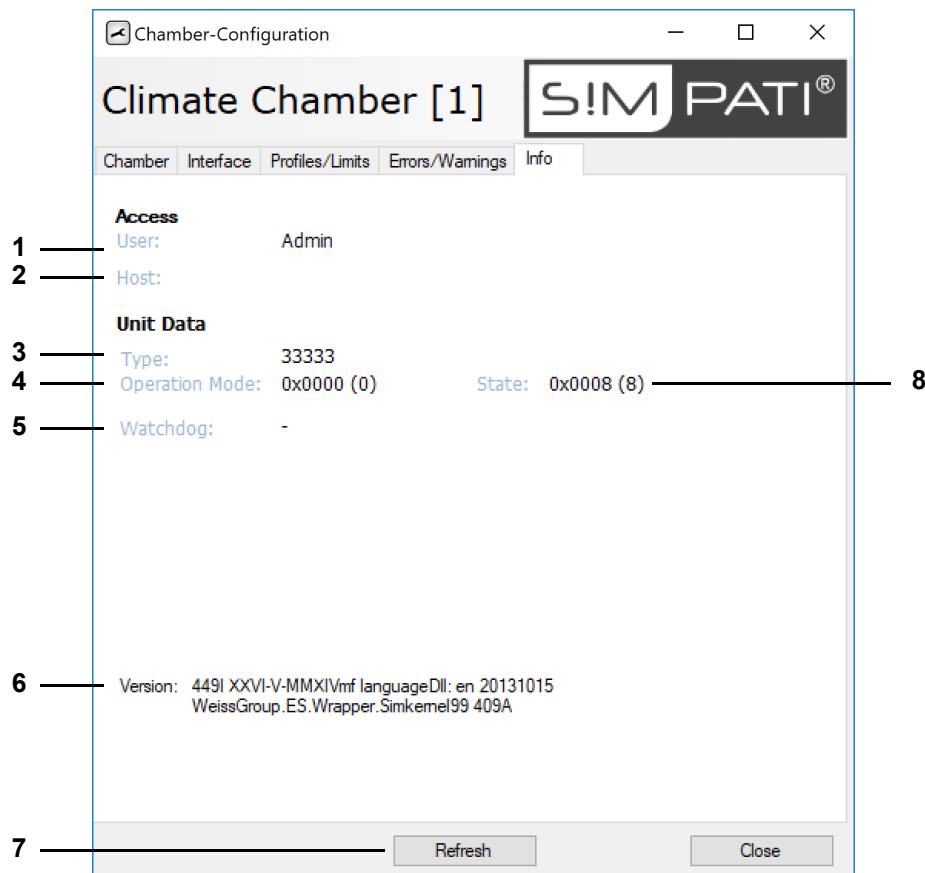 Chamber-Configuration
Climate Chamber [1] S!M PATI®
Chamber Interface Profiles/Limits Errors/Warnings Info
Access
1 User: Admin
2 Host:
Unit Data
3 Type: 33333
4 Operation Mode: 0x0000 (0) State: 0x0008 (8) 8
5 Watchdog: -
6 Version: 449I XXVI-V-MMXIVmf languageDll: en 20131015
WeissGroup.ES.Wrapper.Simkernel99 409A
7 Refresh Close